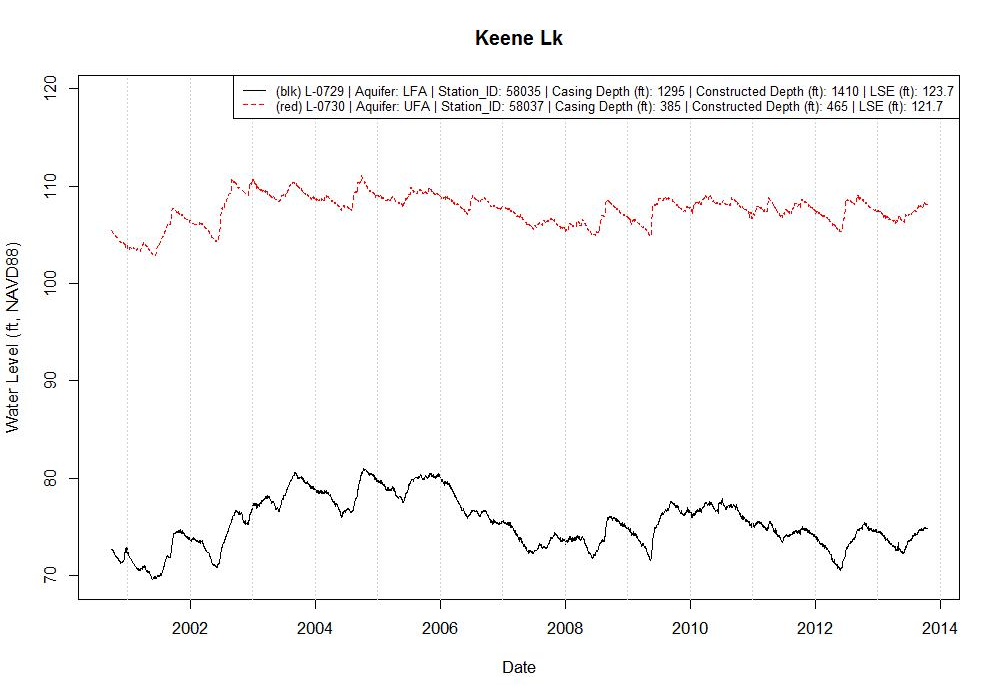 Keene Lk
(blk) L-0729 | Aquifer: LFA | Station_ID: 58035 | Casing Depth (ft): 1295 | Constructed Depth (ft): 1410 | LSE (ft): 123.7
(red) L-0730 | Aquifer: UFA | Station_ID: 58037 | Casing Depth (ft): 385 | Constructed Depth (ft): 465 | LSE (ft): 121.7
120
110
100
90
80
70
Water Level (ft, NAVD88)
2002 2004 2006 2008 2010 2012 2014
Date